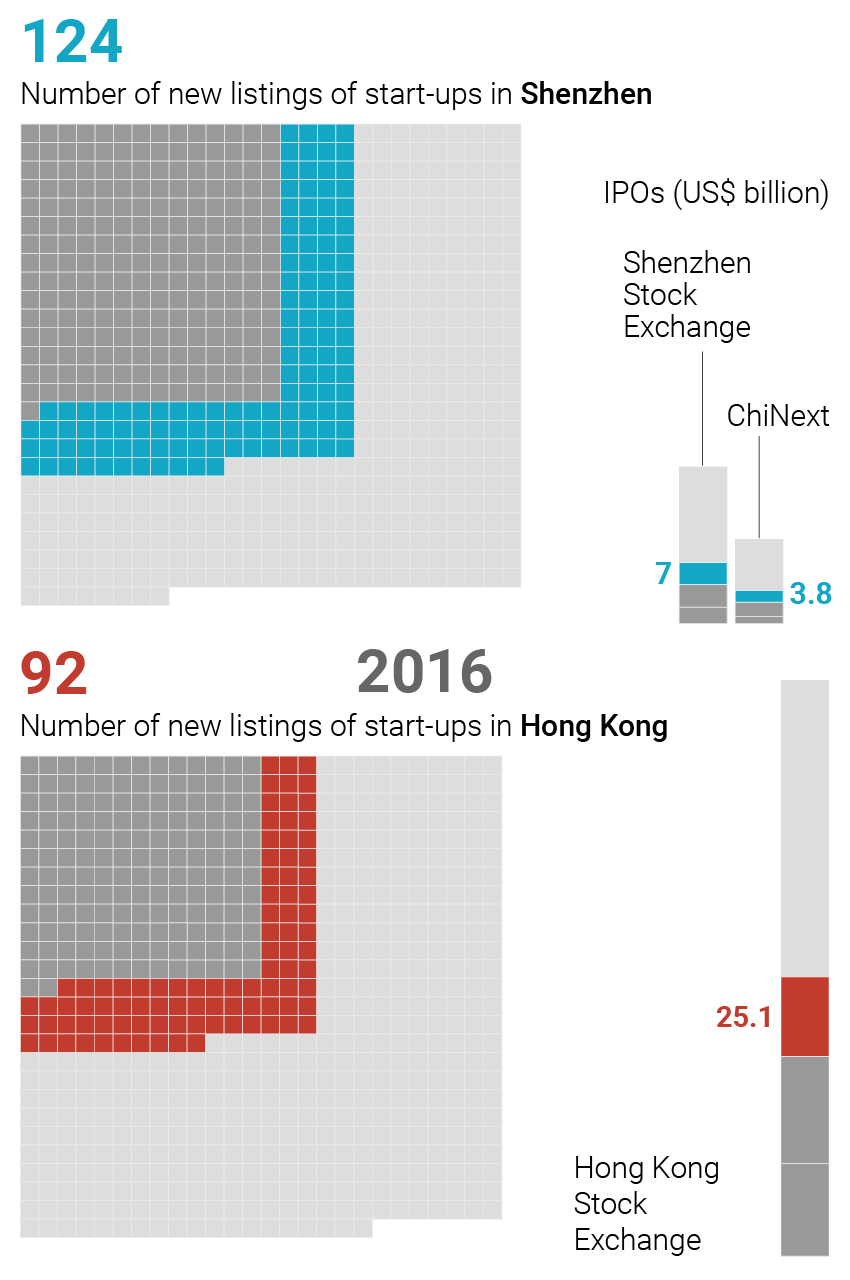 124
Number of new listings of start-ups in Shenzhen
IPOs (US$ billion)
Shenzhen
Stock
Exchange
ChiNext
7
3.8
92
2016
Number of new listings of start-ups in Hong Kong
25.1
Hong Kong
Stock
Exchange